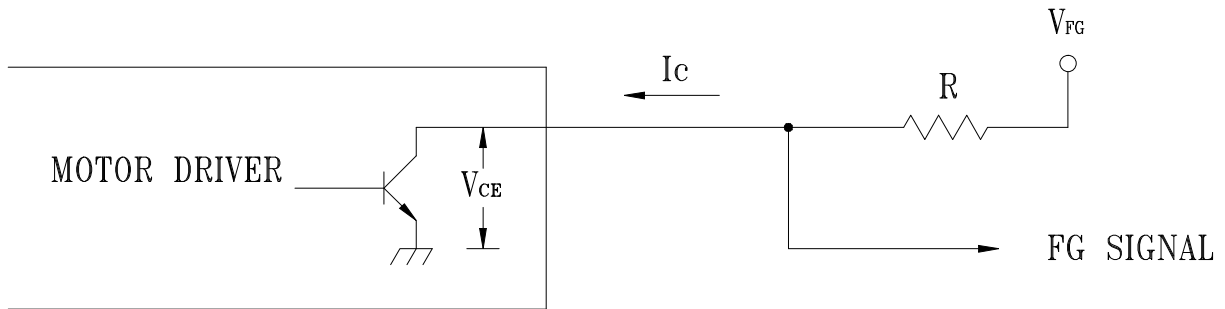 VFG
Ic
R
MOTOR DRIVER
VCE
FG SIGNAL